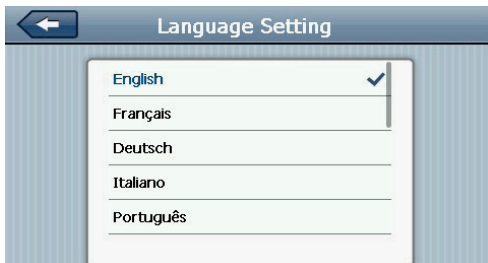 Language Setting
English
Français
Deutsch
Italiano
Português